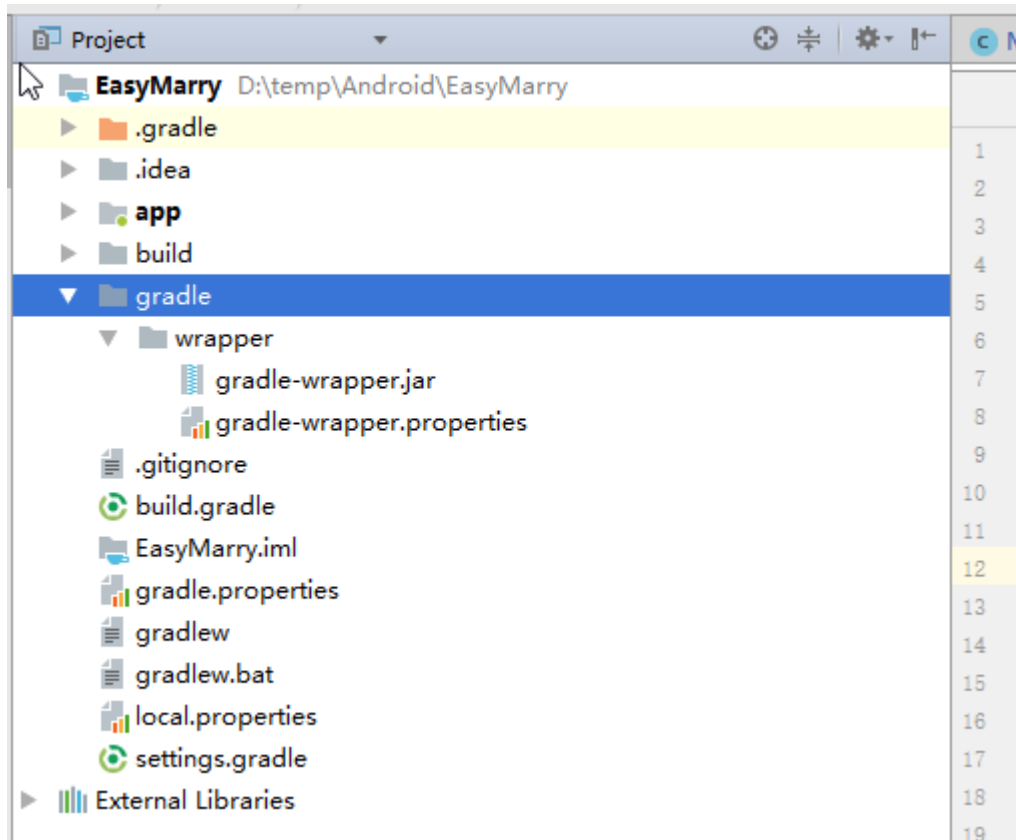 Project
EasyMarry D:\temp\Android\EasyMarry
.gradle
.idea
app
build
gradle
wrapper
gradle-wrapper.jar
gradle-wrapper.properties
.gitignore
build.gradle
EasyMarry.iml
gradle.properties
gradlew
gradlew.bat
local.properties
settings.gradle
External Libraries
C
1
2
3
4
5
6
7
8
9
10
11
12
13
14
15
16
17
18
19